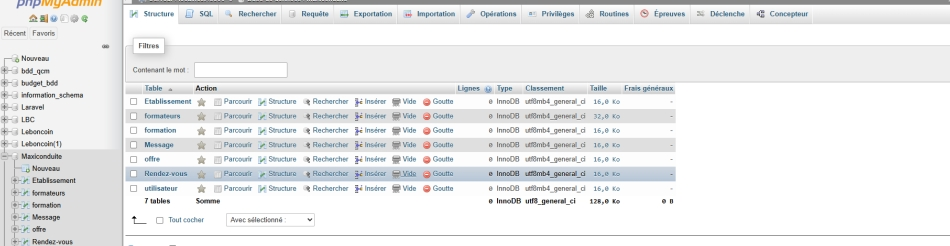 phpMyAdmin
Récent Favoris
Nouveau
bdd_qcm
budget_bdd
information_schema
Laravel
LBC
Leboncoin
Leboncoin(1)
Maxiconduite
Nouveau
Etablissement
formateurs
formation
Message
offre
Rendez-vous
Structure SQL Rechercher Requête Exportation Importation Opérations Privilèges Routines Épreuves Déclenche Concepteur
Filtres
Contenant le mot :
Table Action Lignes Type Classement Taille Frais généraux
Etablissement Parcourir Structure Rechercher Insérer Vide Goutte 0 InnoDB utf8mb4_general_ci 16,0 Ko -
formateurs Parcourir Structure Rechercher Insérer Vide Goutte 0 InnoDB utf8mb4_general_ci 32,0 Ko -
formation Parcourir Structure Rechercher Insérer Vide Goutte 0 InnoDB utf8mb4_general_ci 16,0 Ko -
Message Parcourir Structure Rechercher Insérer Vide Goutte 0 InnoDB utf8mb4_general_ci 16,0 Ko -
offre Parcourir Structure Rechercher Insérer Vide Goutte 0 InnoDB utf8mb4_general_ci 16,0 Ko -
Rendez-vous Parcourir Structure Rechercher Insérer Vide Goutte 0 InnoDB utf8mb4_general_ci 16,0 Ko -
utilisateur Parcourir Structure Rechercher Insérer Vide Goutte 0 InnoDB utf8mb4_general_ci 16,0 Ko -
7 tables Somme 0 InnoDB utf8_general_ci 128,0 Ko 0 B
Tout cocher Avec sélectionné :